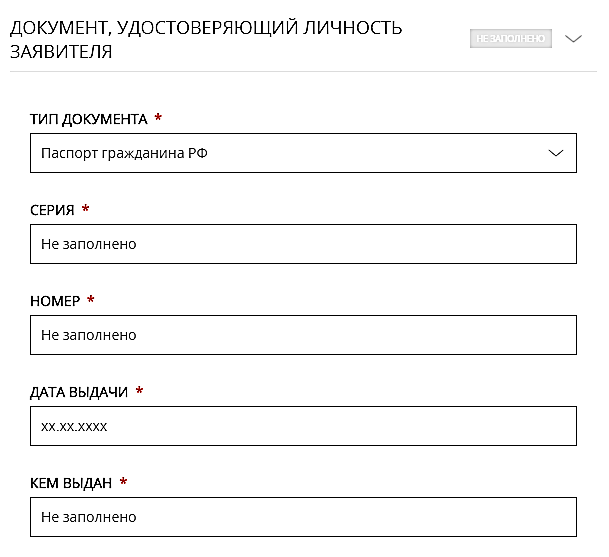 ДОКУМЕНТ, УДОСТОВЕРЯЮЩИЙ ЛИЧНОСТЬ
ЗАЯВИТЕЛЯ
НЕ ЗАПОЛНЕНО
ТИП ДОКУМЕНТА *
Паспорт гражданина РФ
СЕРИЯ *
Не заполнено
НОМЕР *
Не заполнено
ДАТА ВЫДАЧИ *
xx.xx.xxxx
КЕМ ВЫДАН *
Не заполнено